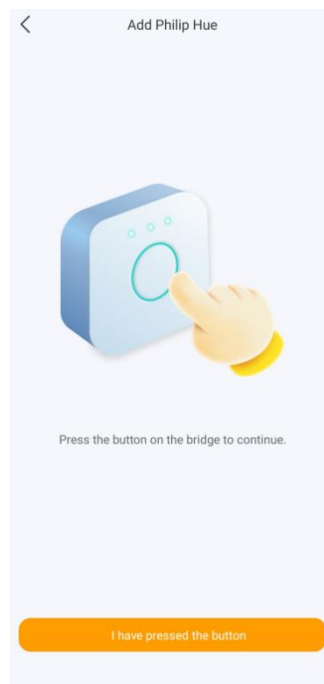 Add Philip Hue
Press the button on the bridge to continue.
I have pressed the button